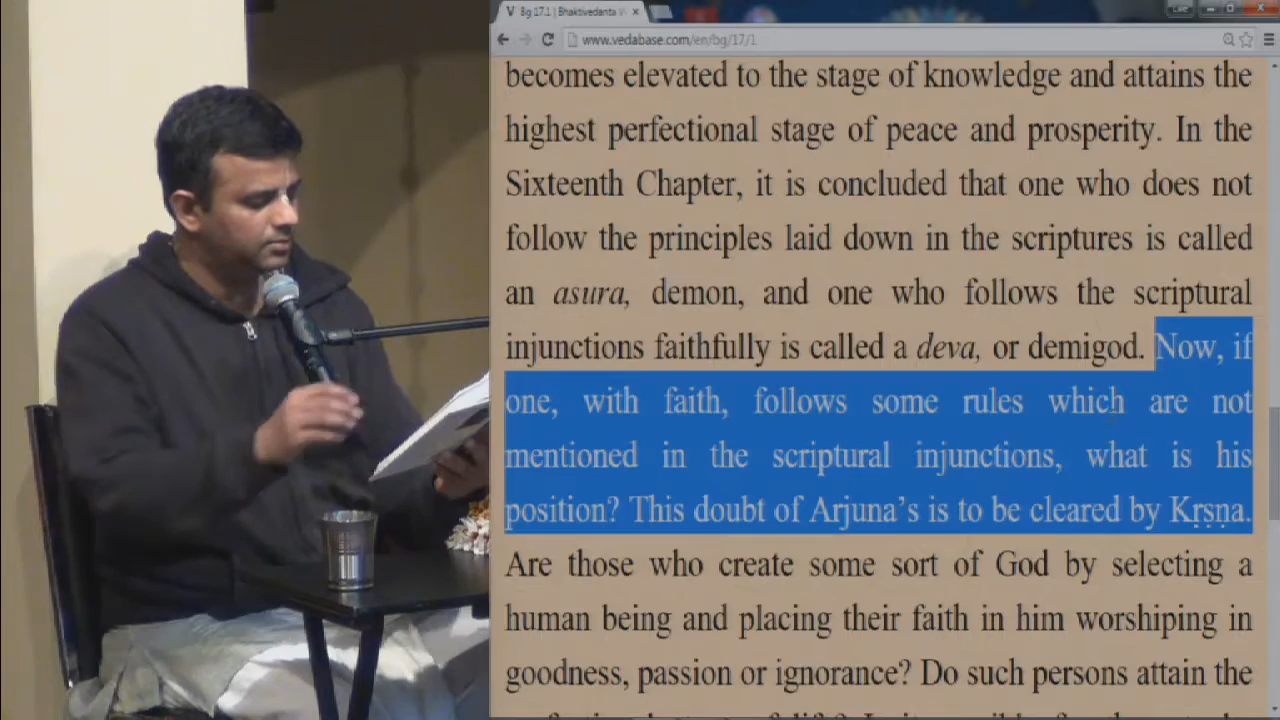 Bg 17.1 | Bhaktivedanta V
www.vedabase.com/en/bg/17/1
becomes elevated to the stage of knowledge and attains the
highest perfectional stage of peace and prosperity. In the
Sixteenth Chapter, it is concluded that one who does not
follow the principles laid down in the scriptures is called
an asura, demon, and one who follows the scriptural
injunctions faithfully is called a deva, or demigod. Now, if
one, with faith, follows some rules which are not
mentioned in the scriptural injunctions, what is his
position? This doubt of Arjuna’s is to be cleared by Kṛṣṇa.
Are those who create some sort of God by selecting a
human being and placing their faith in him worshiping in
goodness, passion or ignorance? Do such persons attain the